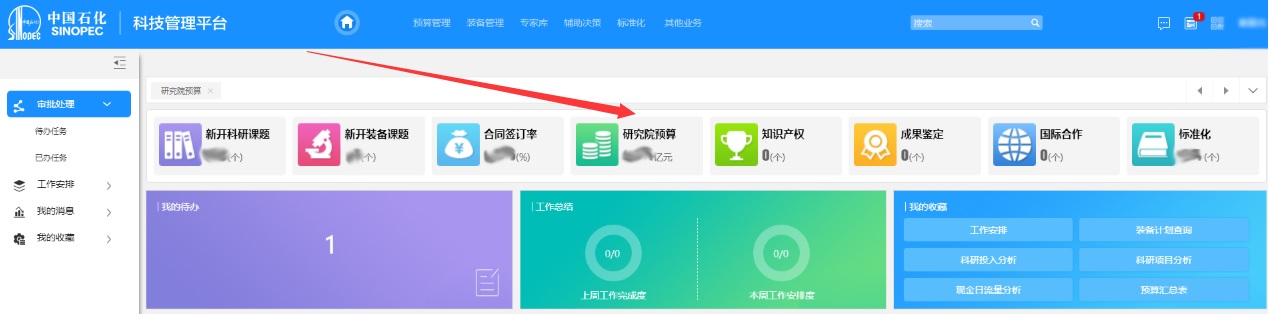 中国石化
SINOPEC
科技管理平台
预算管理 装备管理 专家库 辅助决策 标准化 其他业务
搜索
1
审批处理
待办任务
已办任务
工作安排
我的消息
我的收藏
研究院预算 ×
新开科研课题
(个)
新开装备课题
(个)
合同签订率
(%)
研究院预算
亿元
知识产权
0(个)
成果鉴定
0(个)
国际合作
0(个)
标准化
(个)
我的待办
1
工作总结
0/0
上周工作完成度
0/0
本周工作安排度
我的收藏
工作安排 装备计划查询
科研投入分析 科研项目分析
现金日流量分析 预算汇总表